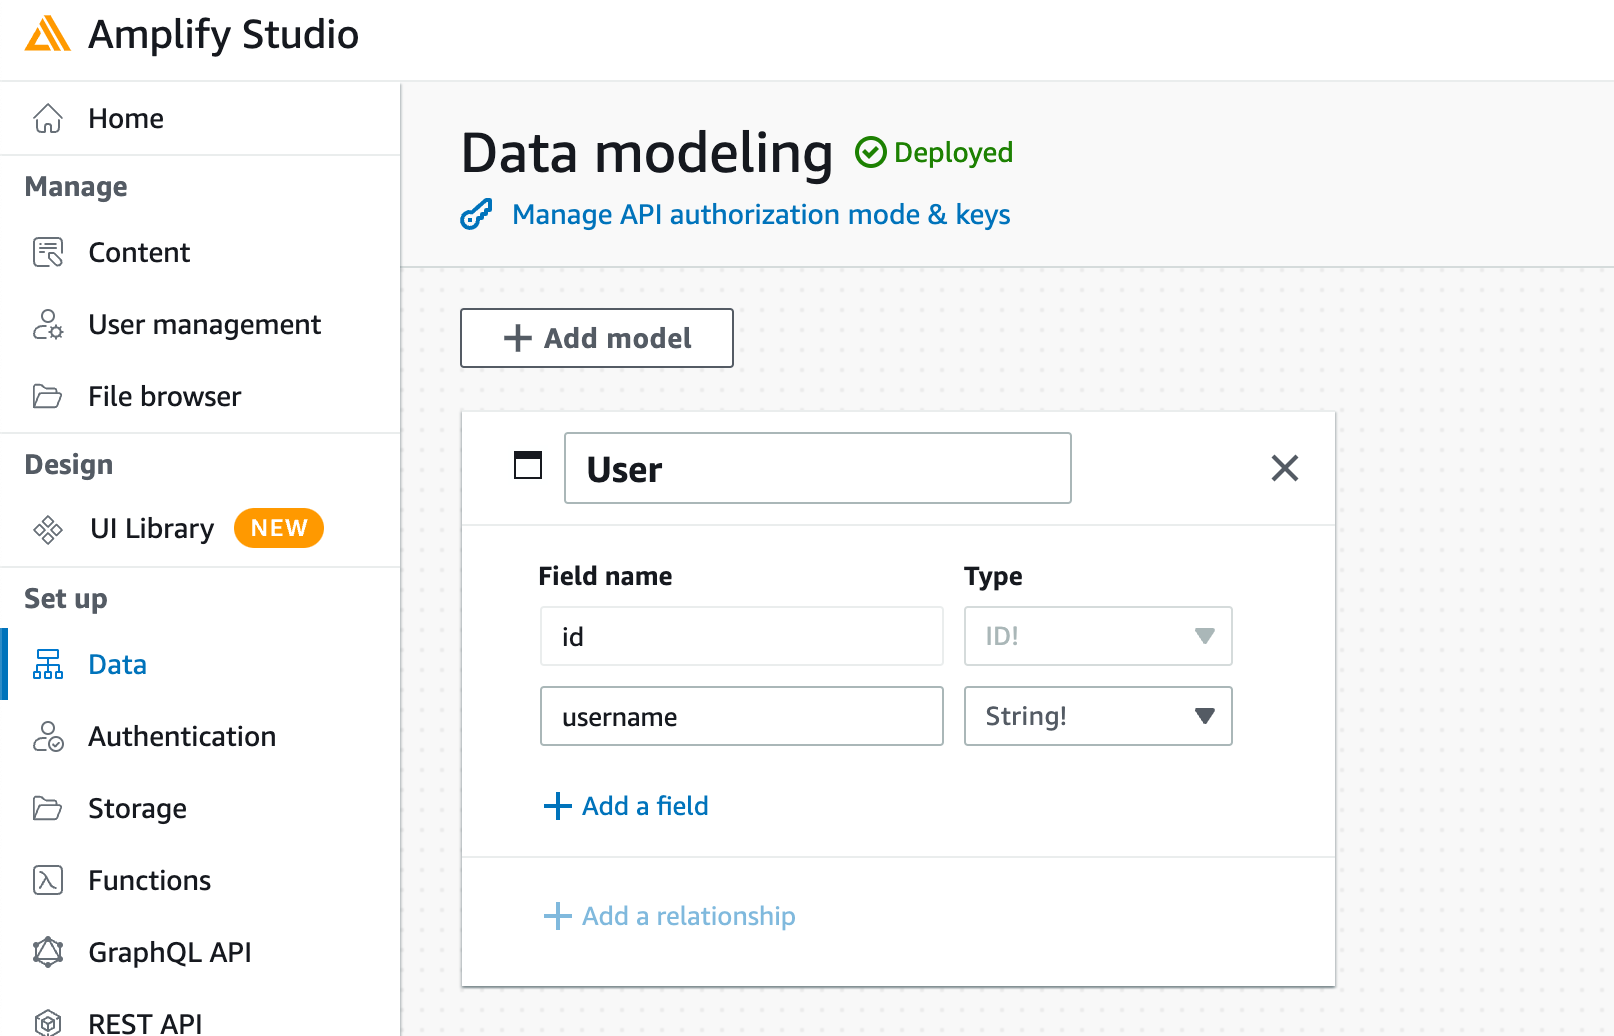 Amplify Studio
Home
Manage
Content
User management
File browser
Design
UI Library NEW
Set up
Data
Authentication
Storage
Functions
GraphQL API
REST API
Data modeling Deployed
Manage API authorization mode & keys
Add model
User
Field name Type
id ID!
username String!
Add a field
Add a relationship